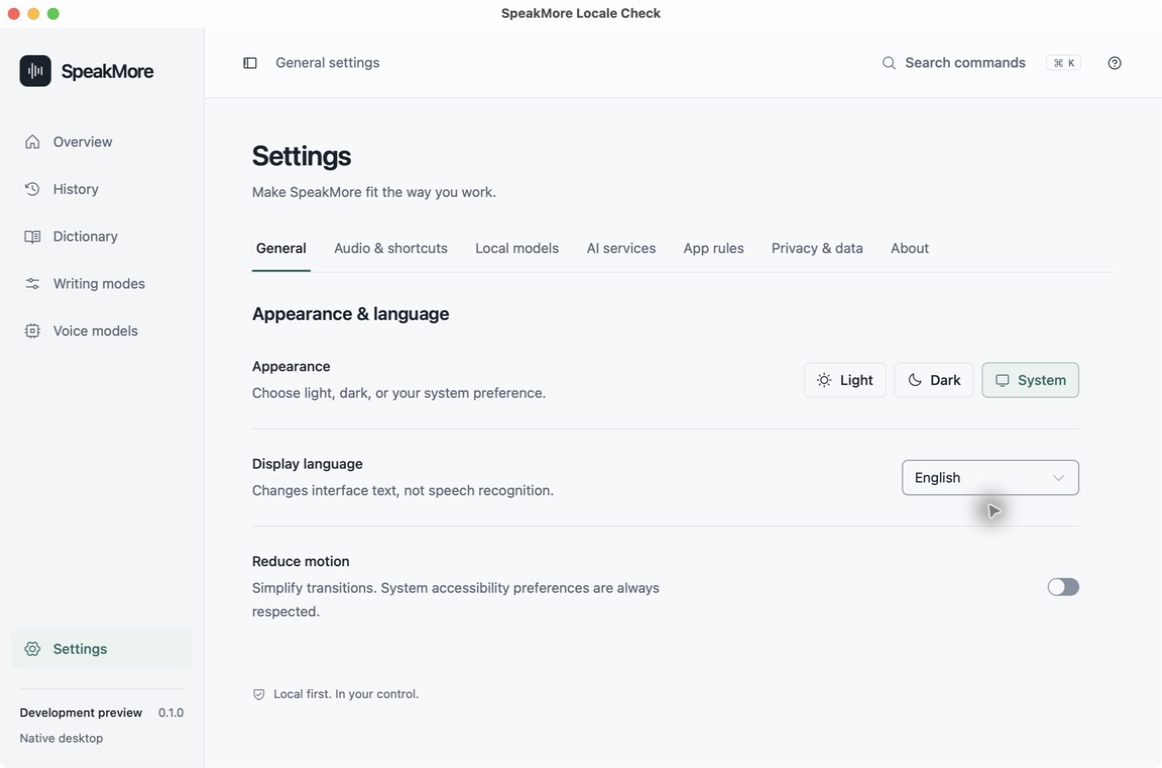 SpeakMore Locale Check
SpeakMore
General settings
Search commands
⌘ K
Overview
History
Dictionary
Writing modes
Voice models
Settings
Development preview 0.1.0
Native desktop
Settings
Make SpeakMore fit the way you work.
General
Audio & shortcuts
Local models
AI services
App rules
Privacy & data
About
Appearance & language
Appearance
Choose light, dark, or your system preference.
Light
Dark
System
Display language
Changes interface text, not speech recognition.
English
Reduce motion
Simplify transitions. System accessibility preferences are always
respected.
Local first. In your control.